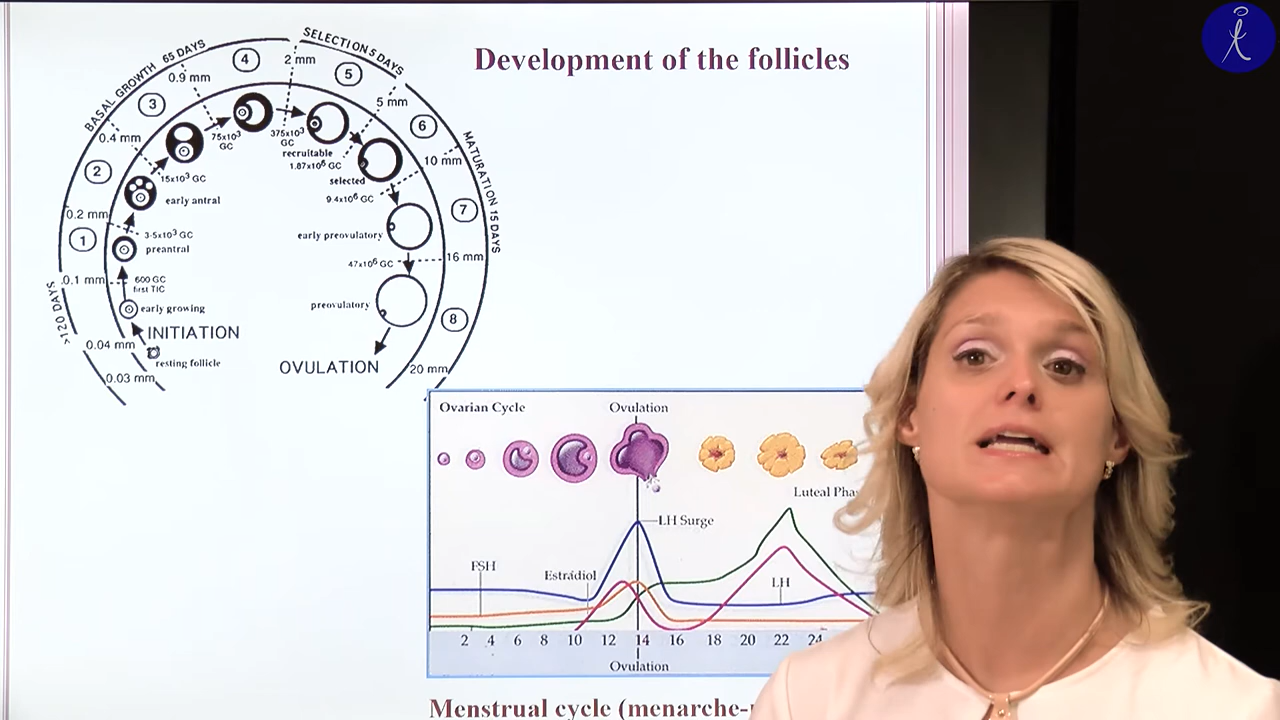 Development of the follicles
SELECTION 5 DAYS
BASAL GROWTH 65 DAYS
MATURATION 15 DAYS
>120 DAYS
4
2 mm
5
0.9 mm
3
5 mm
6
0.4 mm
75x10³
GC
375x10³
GC
recruitable
1.87x10⁶ GC
10 mm
2
15x10³ GC
selected
early antral
9.4x10⁶ GC
7
0.2 mm
1
3-5x10³ GC
preantral
early preovulatory
47x10⁶ GC
16 mm
0.1 mm
600 GC
first TIC
early growing
preovulatory
8
INITIATION
0.04 mm
resting follicle
OVULATION
20 mm
0.03 mm
Ovarian Cycle
Ovulation
Luteal Pha
LH Surge
FSH
Estradiol
LH
2 4 6 8 10 12 14 16 18 20 22 24
Ovulation
Menstrual cycle (menarche-